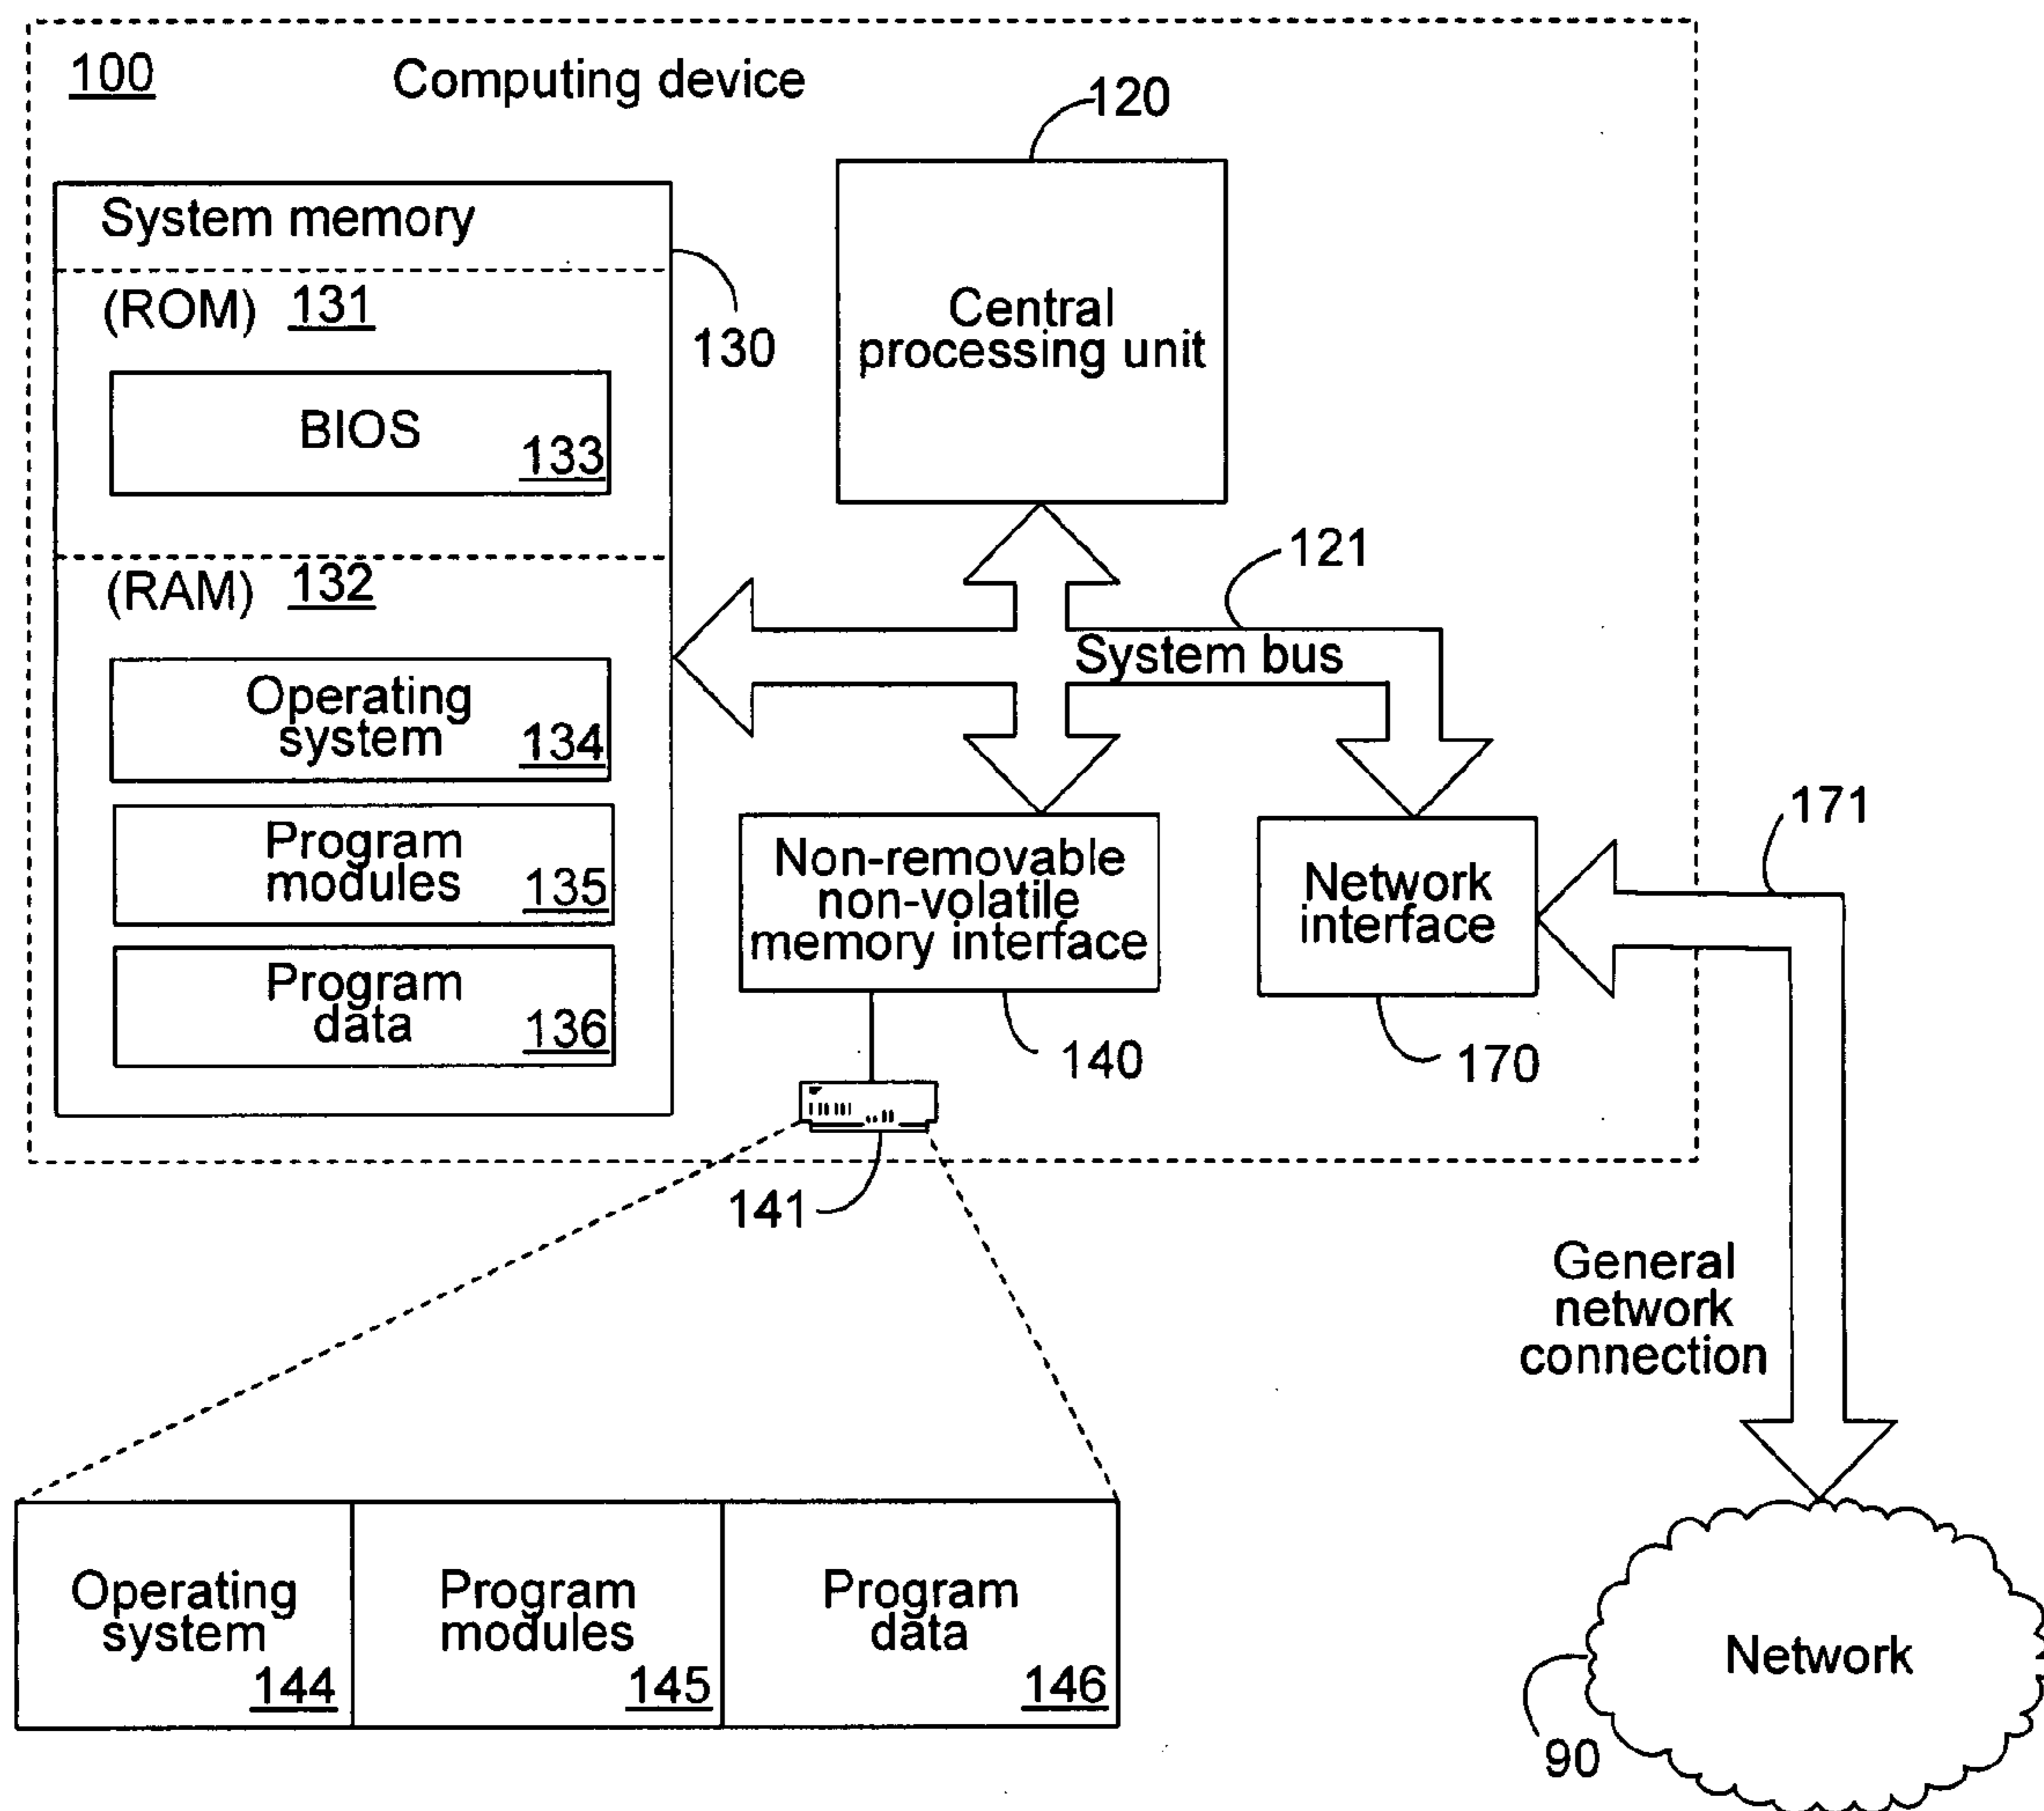 100
Computing device
120
System memory
(ROM) 131
130
BIOS
133
Central
processing unit
(RAM) 132
121
System bus
Operating
system
134
Program
modules
135
Program
data
136
Non-removable
non-volatile
memory interface
140
Network
interface
170
171
141
General
network
connection
Operating
system
144
Program
modules
145
Program
data
146
Network
90